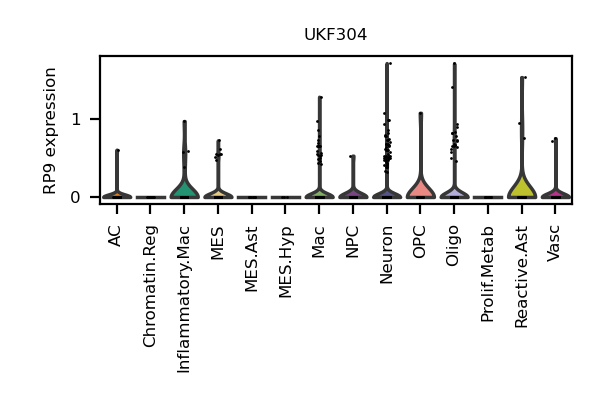 UKF304
RP9 expression
1
0
AC
Chromatin.Reg
Inflammatory.Mac
MES
MES.Ast
MES.Hyp
Mac
NPC
Neuron
OPC
Oligo
Prolif.Metab
Reactive.Ast
Vasc